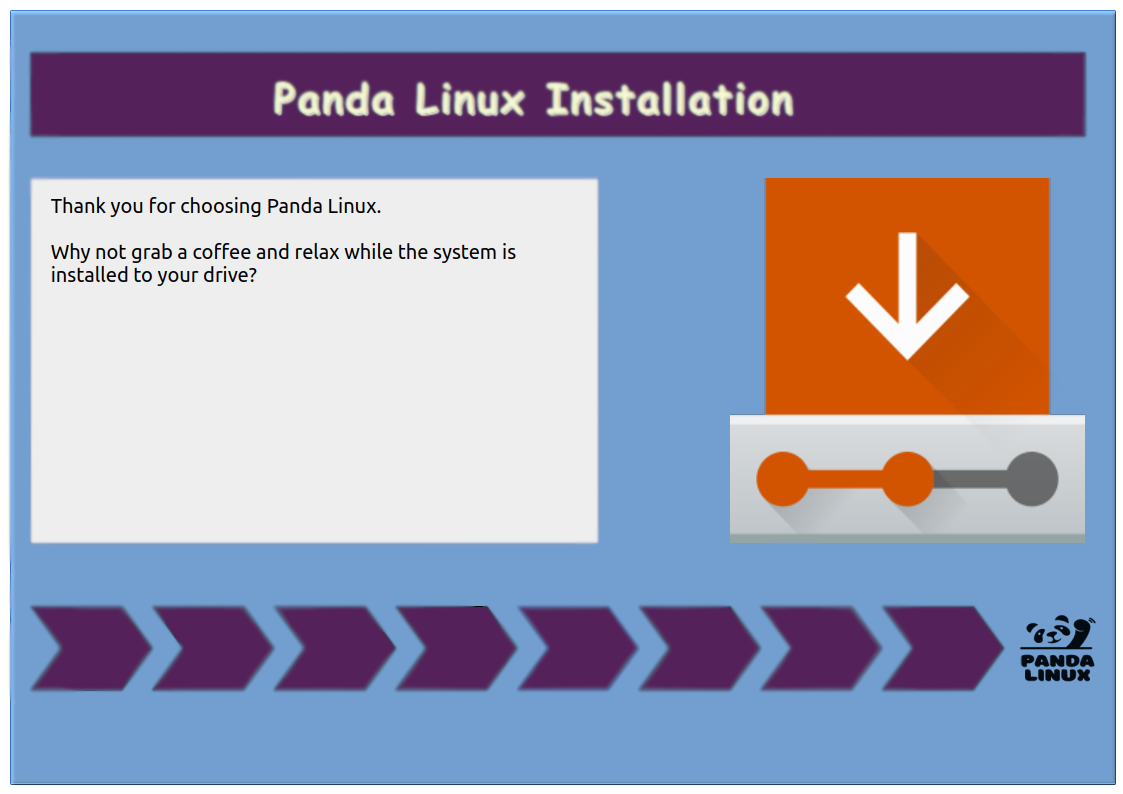 Panda Linux Installation
Thank you for choosing Panda Linux.
Why not grab a coffee and relax while the system is
installed to your drive?
PANDA
LINUX